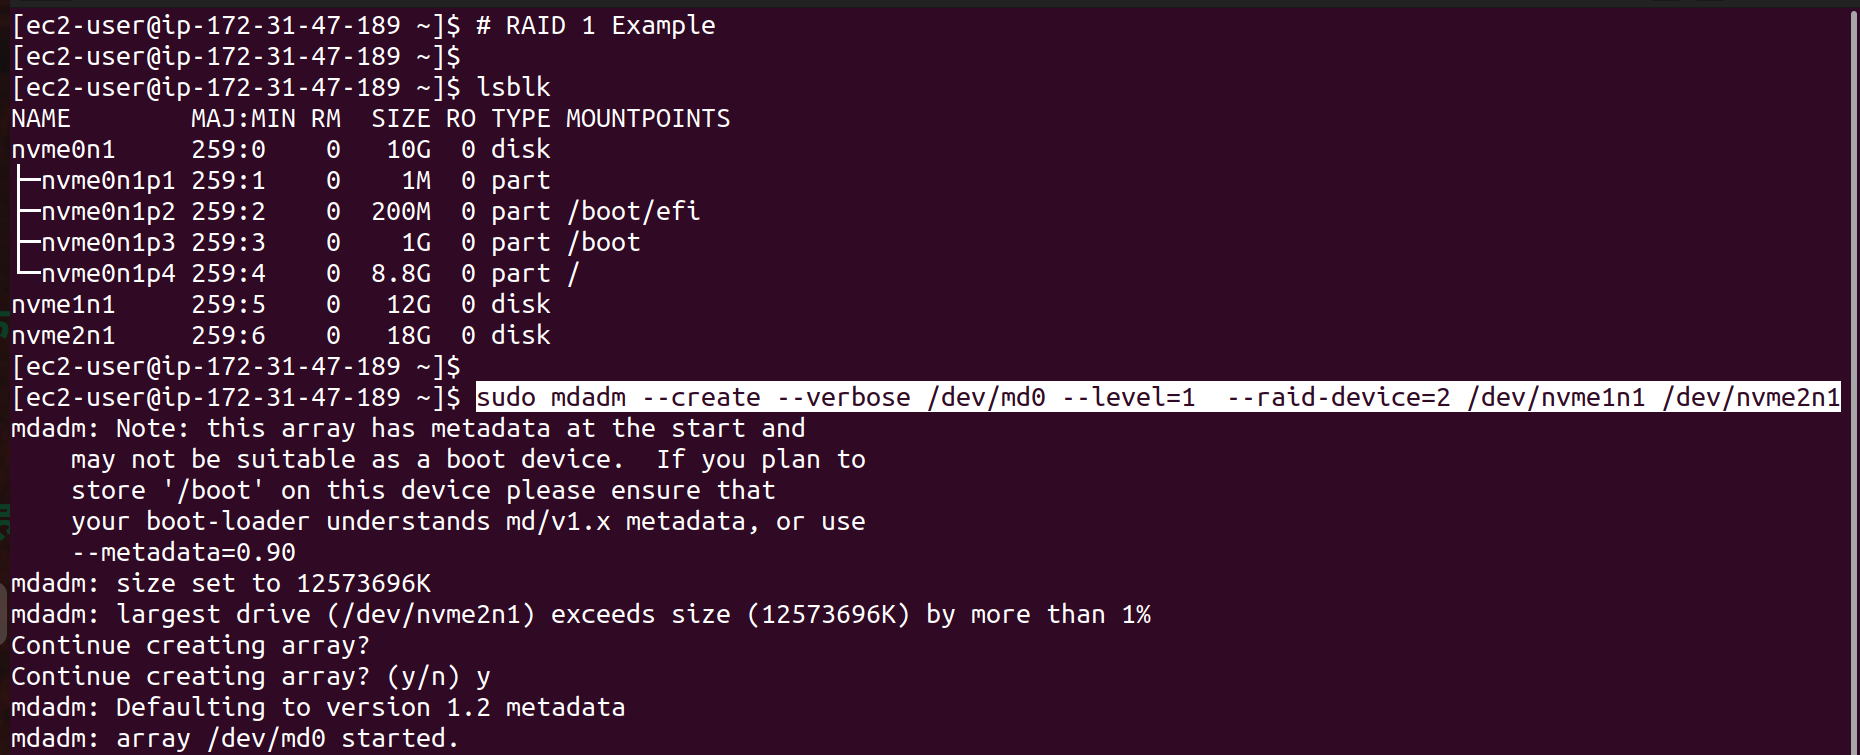 [ec2-user@ip-172-31-47-189 ~]$ # RAID 1 Example
[ec2-user@ip-172-31-47-189 ~]$
[ec2-user@ip-172-31-47-189 ~]$ lsblk
NAME        MAJ:MIN RM  SIZE RO TYPE MOUNTPOINTS
nvme0n1     259:0    0   10G  0 disk
├─nvme0n1p1 259:1    0    1M  0 part
├─nvme0n1p2 259:2    0  200M  0 part /boot/efi
├─nvme0n1p3 259:3    0    1G  0 part /boot
└─nvme0n1p4 259:4    0  8.8G  0 part /
nvme1n1     259:5    0   12G  0 disk
nvme2n1     259:6    0   18G  0 disk
[ec2-user@ip-172-31-47-189 ~]$
[ec2-user@ip-172-31-47-189 ~]$ sudo mdadm --create --verbose /dev/md0 --level=1  --raid-device=2 /dev/nvme1n1 /dev/nvme2n1
mdadm: Note: this array has metadata at the start and
    may not be suitable as a boot device.  If you plan to
    store '/boot' on this device please ensure that
    your boot-loader understands md/v1.x metadata, or use
    --metadata=0.90
mdadm: size set to 12573696K
mdadm: largest drive (/dev/nvme2n1) exceeds size (12573696K) by more than 1%
Continue creating array?
Continue creating array? (y/n) y
mdadm: Defaulting to version 1.2 metadata
mdadm: array /dev/md0 started.